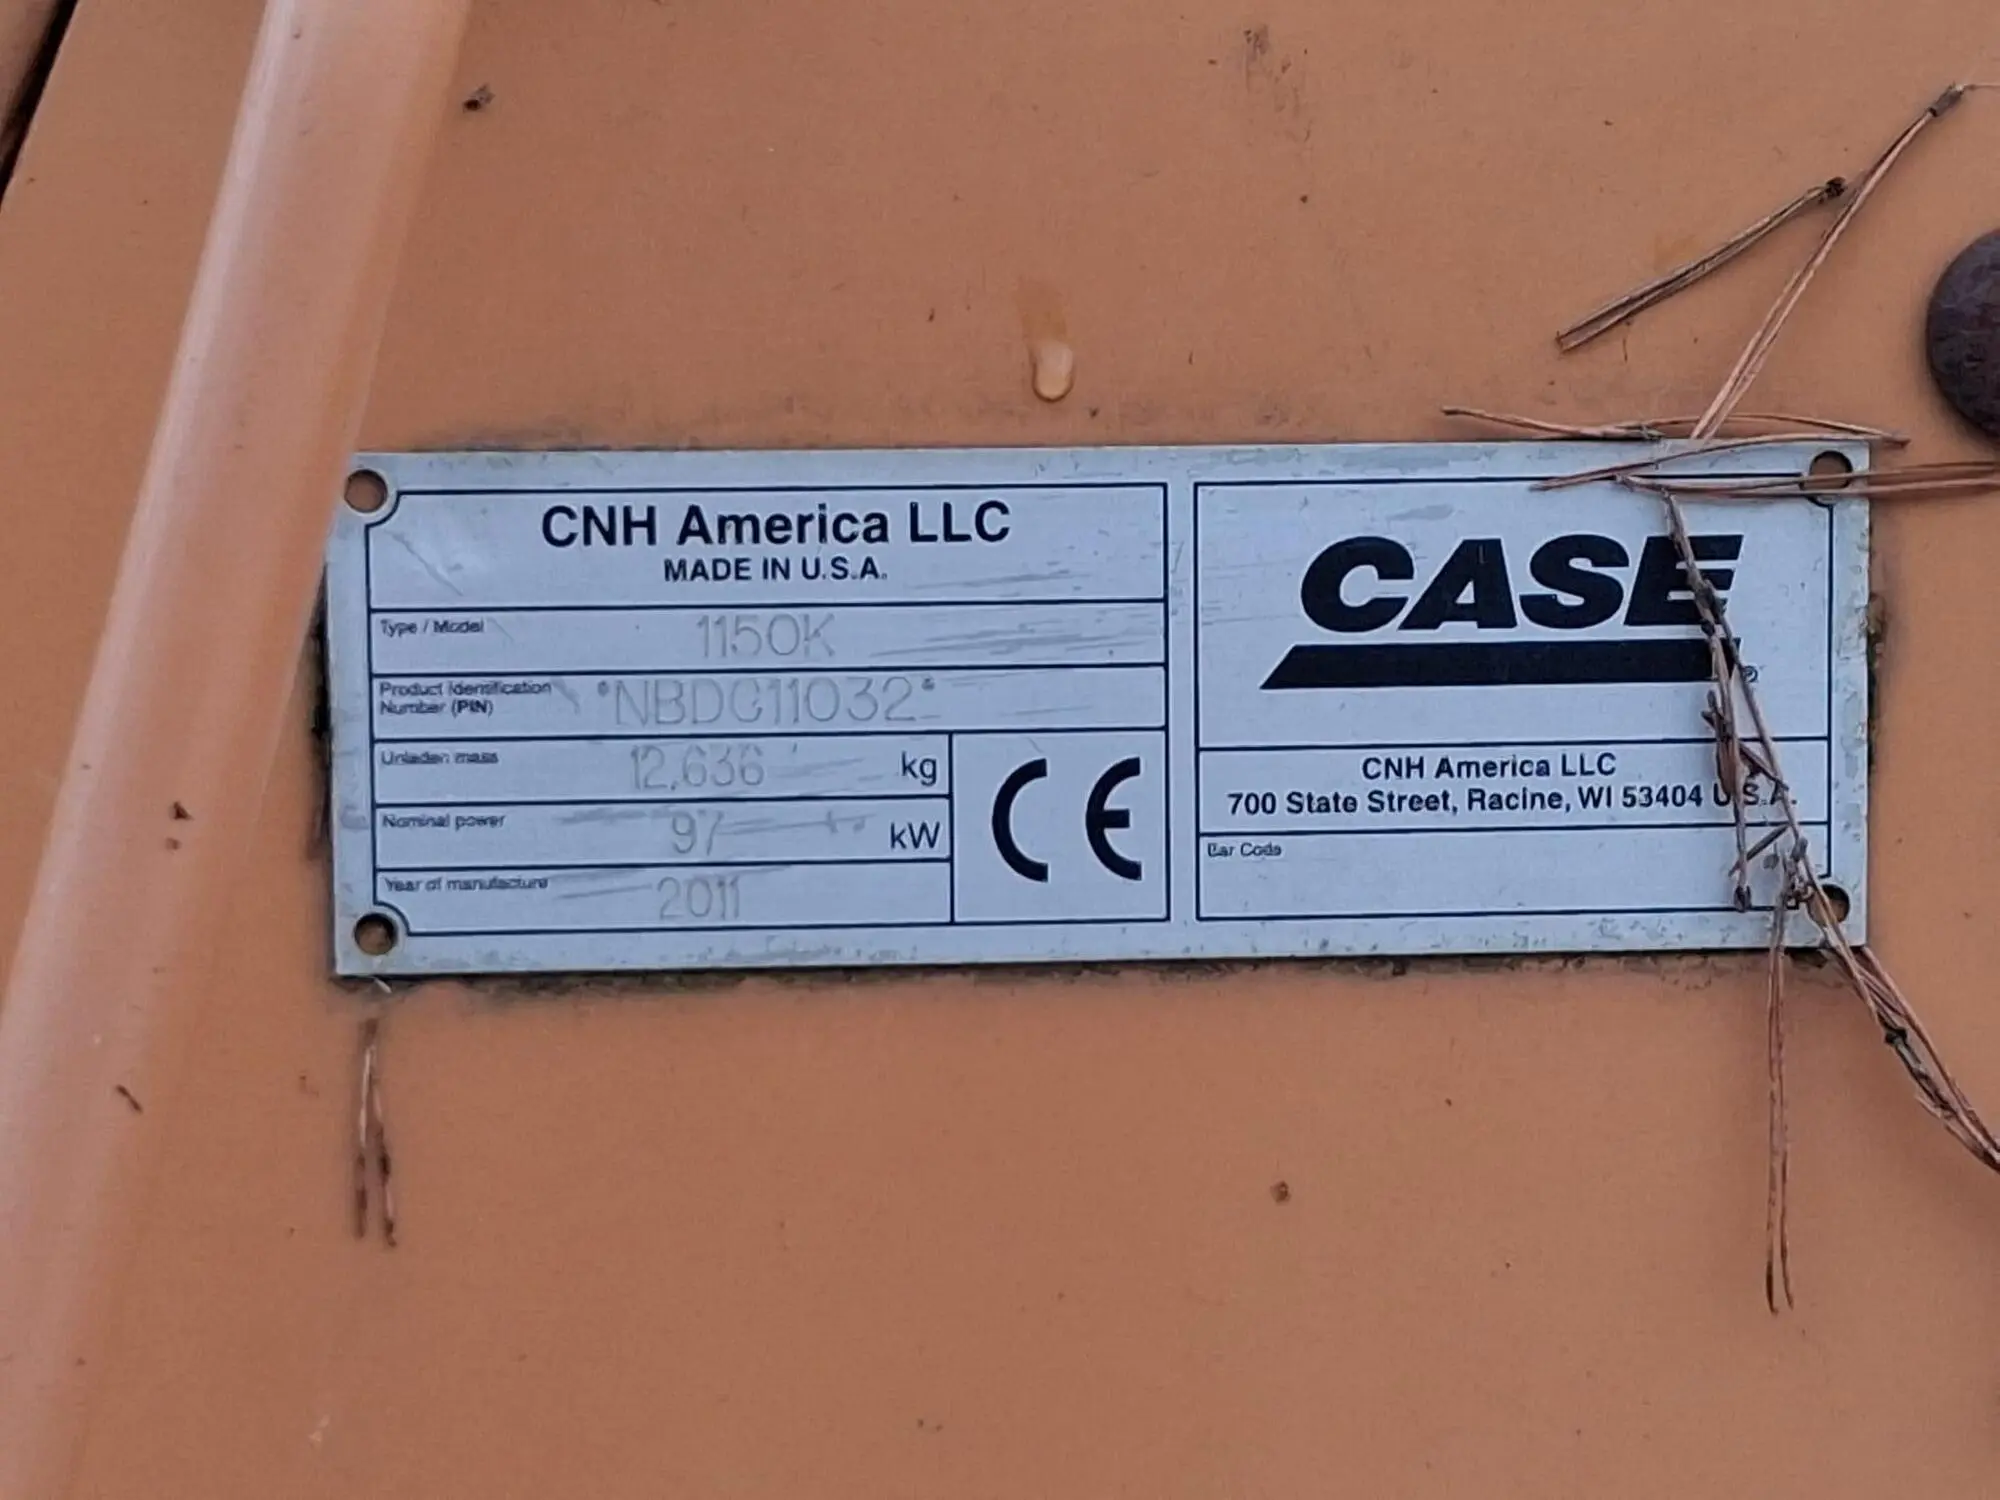 CNH America LLC
MADE IN U.S.A.
Type / Model 1150K
Product Identification
Number (PIN) *NBDC11032*
Unladen mass 12,636 kg
Nominal power 97 kW
Year of manufacture 2011
CE
CASE
®
CNH America LLC
700 State Street, Racine, WI 53404 U.S.A.
Bar Code